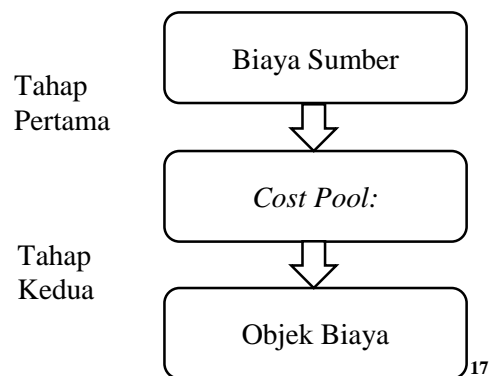 Biaya Sumber
Tahap
Pertama
Cost Pool:
Tahap
Kedua
Objek Biaya
17